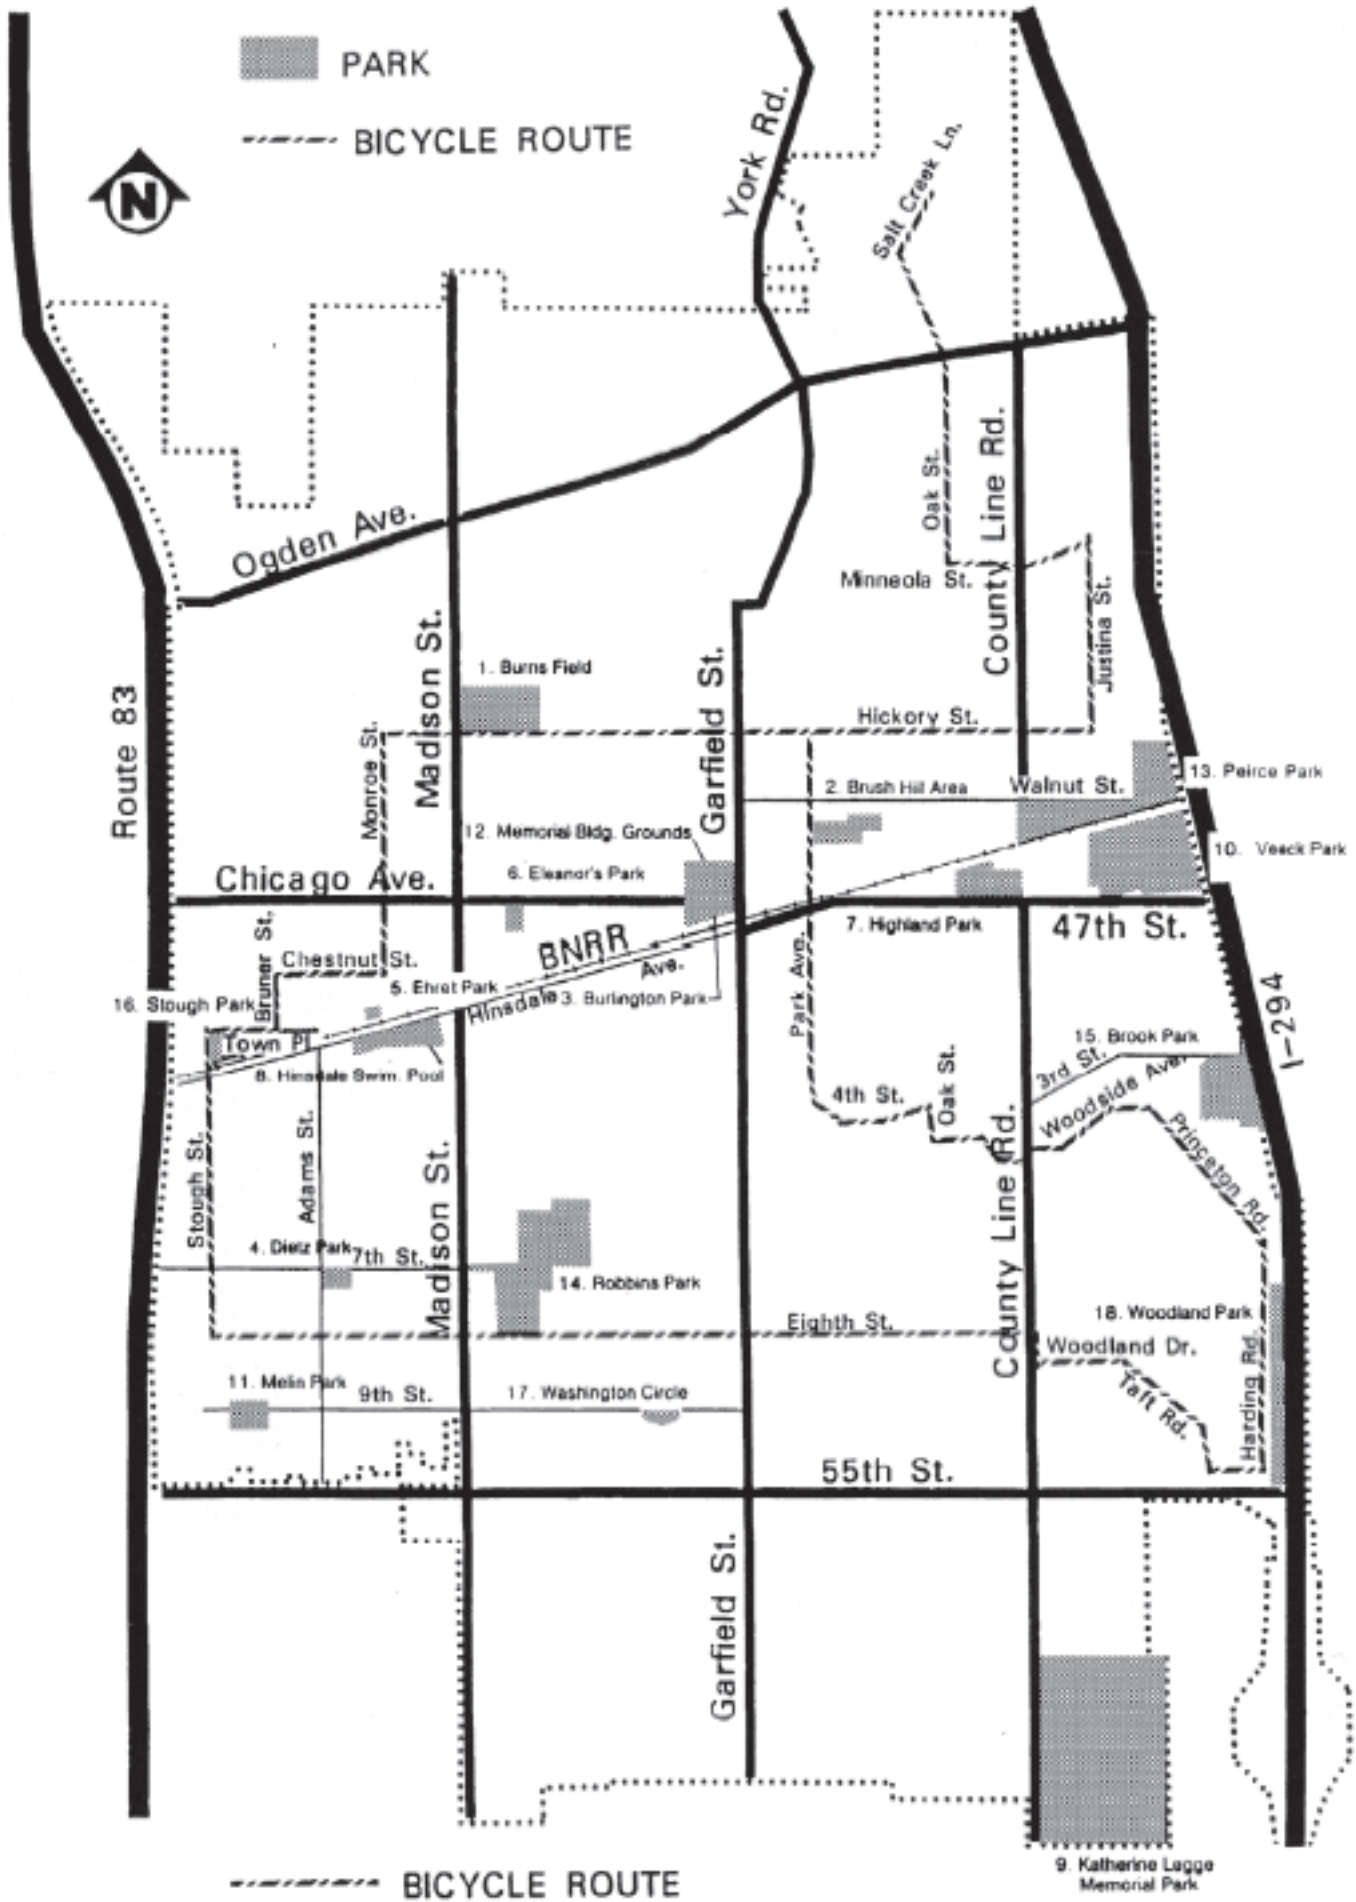 PARK
BICYCLE ROUTE
N
York Rd.
Salt Creek Ln.
Ogden Ave.
Oak St.
County Line Rd.
Minneola St.
Justina St.
Madison St.
1. Burns Field
Garfield St.
Route 83
Monroe St.
Hickory St.
13. Peirce Park
2. Brush Hill Area
Walnut St.
12. Memorial Bldg. Grounds
10. Veeck Park
6. Eleanor's Park
Chicago Ave.
7. Highland Park
47th St.
Bruner St.
BNRR
Chestnut St.
Hinsdale Ave.
Park Ave.
5. Ehret Park
3. Burlington Park
16. Stough Park
I-294
Town Pl
15. Brook Park
3rd St.
8. Hinsdale Swim. Pool
Woodside Ave.
4th St.
Oak St.
Adams St.
Stough St.
Princeton Rd.
Madison St.
County Line Rd.
4. Dietz Park
7th St.
14. Robbins Park
18. Woodland Park
Eighth St.
Woodland Dr.
Harding Rd.
11. Melin Park
9th St.
17. Washington Circle
Taft Rd.
55th St.
Garfield St.
9. Katherine Legge
Memorial Park
BICYCLE ROUTE